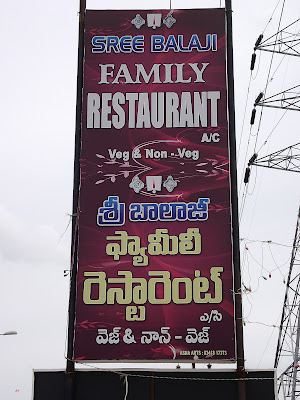 SREE BALAJI
FAMILY
RESTAURANT
A/C
Veg & Non - Veg
శ్రీ బాలాజీ
ఫ్యామీలీ
రెస్టారెంట్
ఎ/సి
వెజ్ & నాన్ - వెజ్